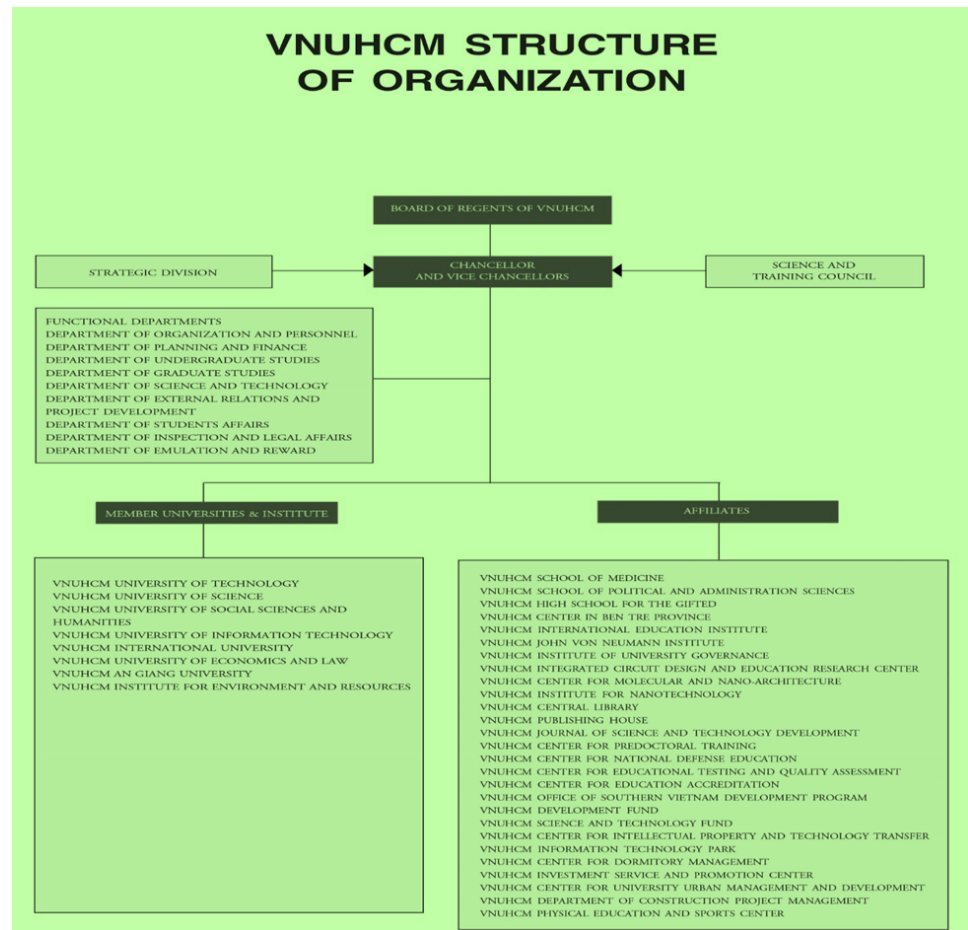 VNUHCM STRUCTURE
OF ORGANIZATION
BOARD OF REGENTS OF VNUHCM
STRATEGIC DIVISION
CHANCELLOR
AND VICE CHANCELLORS
SCIENCE AND
TRAINING COUNCIL
FUNCTIONAL DEPARTMENTS
DEPARTMENT OF ORGANIZATION AND PERSONNEL
DEPARTMENT OF PLANNING AND FINANCE
DEPARTMENT OF UNDERGRADUATE STUDIES
DEPARTMENT OF GRADUATE STUDIES
DEPARTMENT OF SCIENCE AND TECHNOLOGY
DEPARTMENT OF EXTERNAL RELATIONS AND
PROJECT DEVELOPMENT
DEPARTMENT OF STUDENTS AFFAIRS
DEPARTMENT OF INSPECTION AND LEGAL AFFAIRS
DEPARTMENT OF EMULATION AND REWARD
MEMBER UNIVERSITIES & INSTITUTE
VNUHCM UNIVERSITY OF TECHNOLOGY
VNUHCM UNIVERSITY OF SCIENCE
VNUHCM UNIVERSITY OF SOCIAL SCIENCES AND
HUMANITIES
VNUHCM UNIVERSITY OF INFORMATION TECHNOLOGY
VNUHCM INTERNATIONAL UNIVERSITY
VNUHCM UNIVERSITY OF ECONOMICS AND LAW
VNUHCM AN GIANG UNIVERSITY
VNUHCM INSTITUTE FOR ENVIRONMENT AND RESOURCES
AFFILIATES
VNUHCM SCHOOL OF MEDICINE
VNUHCM SCHOOL OF POLITICAL AND ADMINISTRATION SCIENCES
VNUHCM HIGH SCHOOL FOR THE GIFTED
VNUHCM CENTER IN BEN TRE PROVINCE
VNUHCM INTERNATIONAL EDUCATION INSTITUTE
VNUHCM JOHN VON NEUMANN INSTITUTE
VNUHCM INSTITUTE OF UNIVERSITY GOVERNANCE
VNUHCM INTEGRATED CIRCUIT DESIGN AND EDUCATION RESEARCH CENTER
VNUHCM CENTER FOR MOLECULAR AND NANO-ARCHITECTURE
VNUHCM INSTITUTE FOR NANOTECHNOLOGY
VNUHCM CENTRAL LIBRARY
VNUHCM PUBLISHING HOUSE
VNUHCM JOURNAL OF SCIENCE AND TECHNOLOGY DEVELOPMENT
VNUHCM CENTER FOR PREDOCTORAL TRAINING
VNUHCM CENTER FOR NATIONAL DEFENSE EDUCATION
VNUHCM CENTER FOR EDUCATIONAL TESTING AND QUALITY ASSESSMENT
VNUHCM CENTER FOR EDUCATION ACCREDITATION
VNUHCM OFFICE OF SOUTHERN VIETNAM DEVELOPMENT PROGRAM
VNUHCM DEVELOPMENT FUND
VNUHCM SCIENCE AND TECHNOLOGY FUND
VNUHCM CENTER FOR INTELLECTUAL PROPERTY AND TECHNOLOGY TRANSFER
VNUHCM INFORMATION TECHNOLOGY PARK
VNUHCM CENTER FOR DORMITORY MANAGEMENT
VNUHCM INVESTMENT SERVICE AND PROMOTION CENTER
VNUHCM CENTER FOR UNIVERSITY URBAN MANAGEMENT AND DEVELOPMENT
VNUHCM DEPARTMENT OF CONSTRUCTION PROJECT MANAGEMENT
VNUHCM PHYSICAL EDUCATION AND SPORTS CENTER